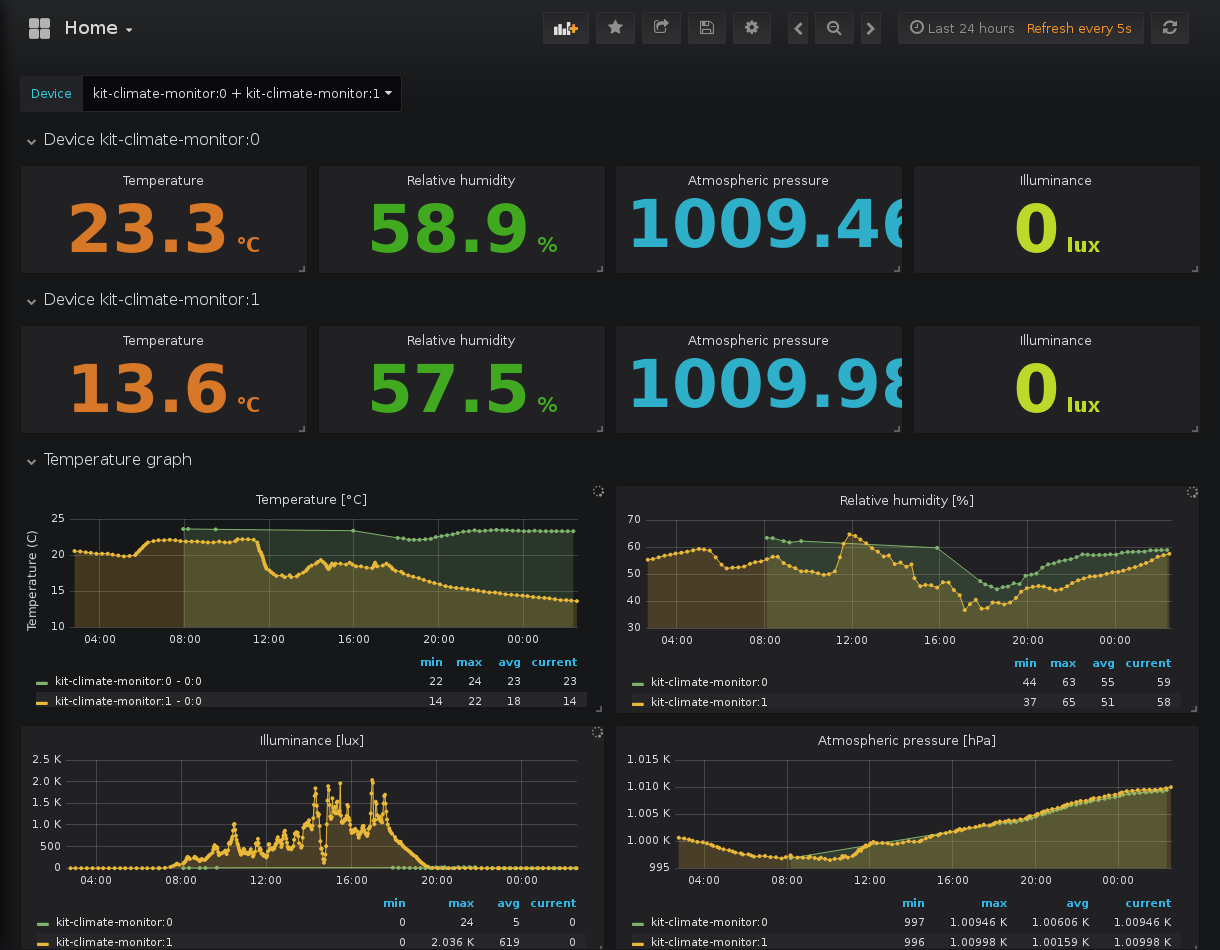 Home
Last 24 hours Refresh every 5s
Device kit-climate-monitor:0 + kit-climate-monitor:1
Device kit-climate-monitor:0
Temperature Relative humidity Atmospheric pressure Illuminance
23.3 °C 58.9 % 1009.46 0 lux
Device kit-climate-monitor:1
Temperature Relative humidity Atmospheric pressure Illuminance
13.6 °C 57.5 % 1009.98 0 lux
Temperature graph
Temperature [°C]
Temperature (C)
25
20
15
10
04:00 08:00 12:00 16:00 20:00 00:00
min max avg current
kit-climate-monitor:0 - 0:0 22 24 23 23
kit-climate-monitor:1 - 0:0 14 22 18 14
Relative humidity [%]
70
60
50
40
30
04:00 08:00 12:00 16:00 20:00 00:00
min max avg current
kit-climate-monitor:0 44 63 55 59
kit-climate-monitor:1 37 65 51 58
Illuminance [lux]
2.5 K
2.0 K
1.5 K
1.0 K
500
0
04:00 08:00 12:00 16:00 20:00 00:00
min max avg current
kit-climate-monitor:0 0 24 5 0
kit-climate-monitor:1 0 2.036 K 619 0
Atmospheric pressure [hPa]
1.015 K
1.010 K
1.005 K
1.000 K
995
04:00 08:00 12:00 16:00 20:00 00:00
min max avg current
kit-climate-monitor:0 997 1.00946 K 1.00606 K 1.00946 K
kit-climate-monitor:1 996 1.00998 K 1.00159 K 1.00998 K